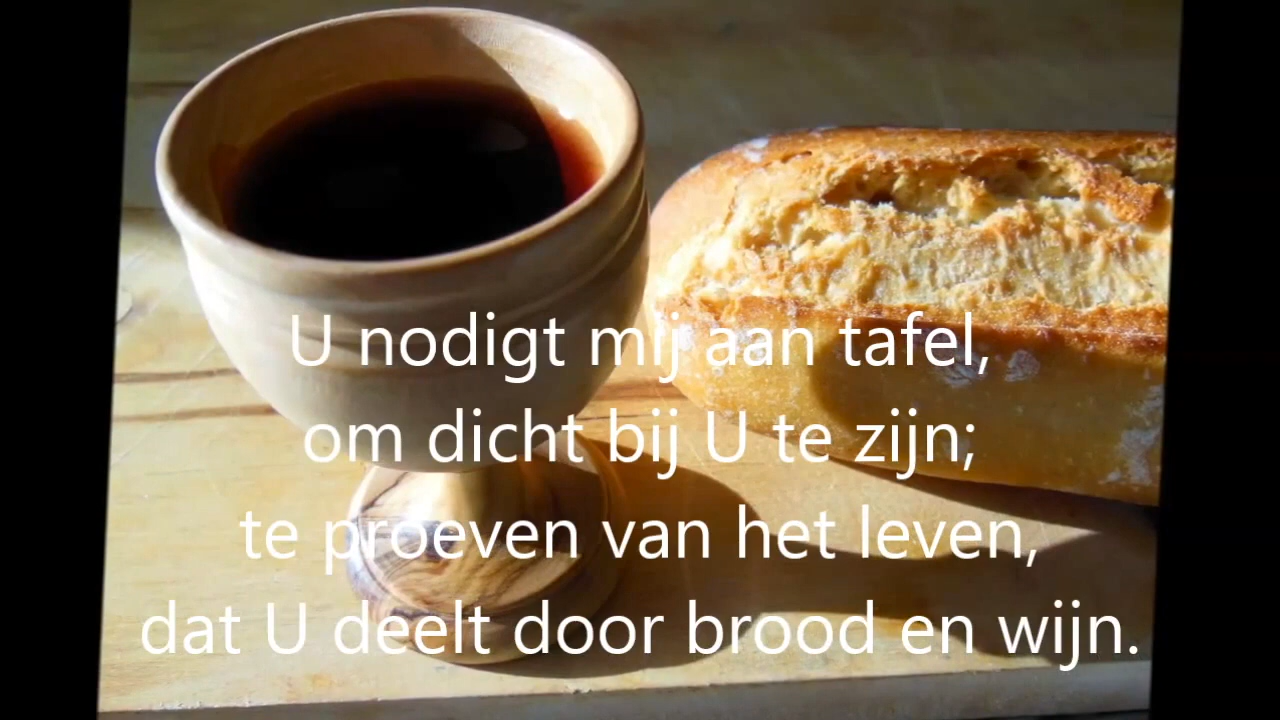 U nodigt mij aan tafel,
om dicht bij U te zijn;
te proeven van het leven,
dat U deelt door brood en wijn.